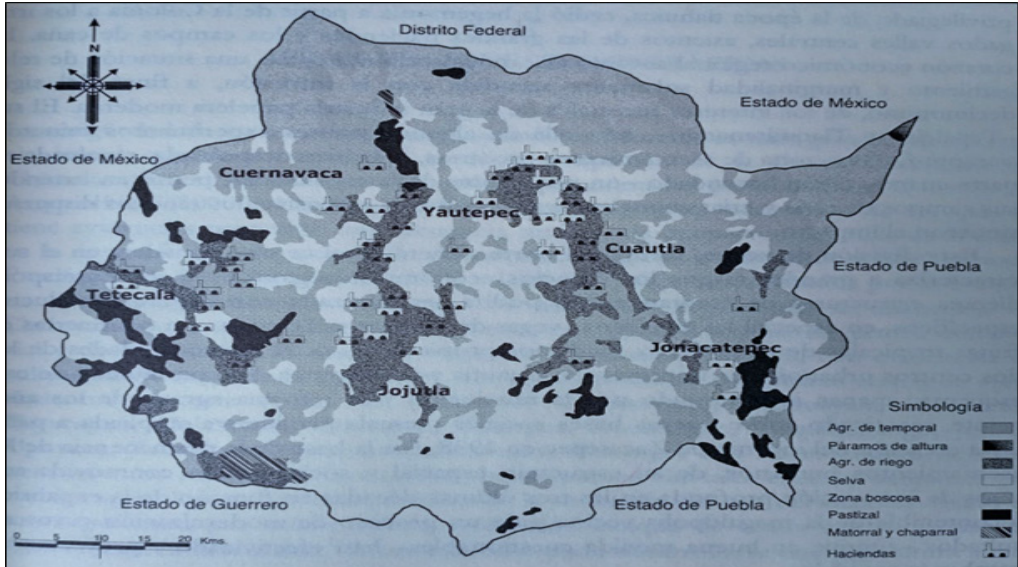 N
Distrito Federal
Estado de México
Estado de México
Cuernavaca
Yautepec
Cuautla
Estado de Puebla
Tetecala
Jonacatepec
Jojutla
Simbología
Agr. de temporal
Páramos de altura
Agr. de riego
Selva
Zona boscosa
Pastizal
Matorral y chaparral
Haciendas
Estado de Guerrero
Estado de Puebla
0 5 10 15 20 Kms.